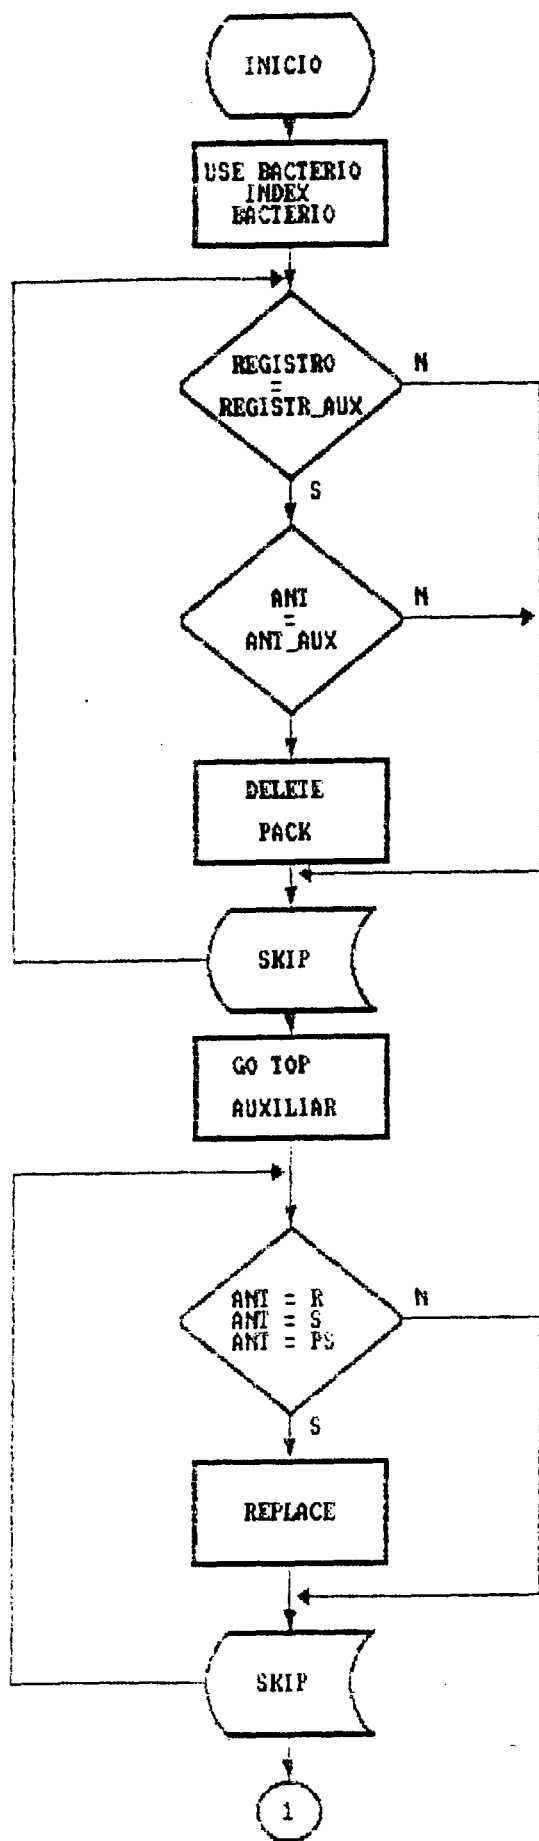 INICIO
USE BACTERIO
INDEX
BACTERIO
REGISTRO
=
REGISTR_AUX
N
S
ANT
=
ANT_AUX
N
DELETE
PACK
SKIP
GO TOP
AUXILIAR
ANT = R
ANT = S
ANT = PS
N
S
REPLACE
SKIP
1